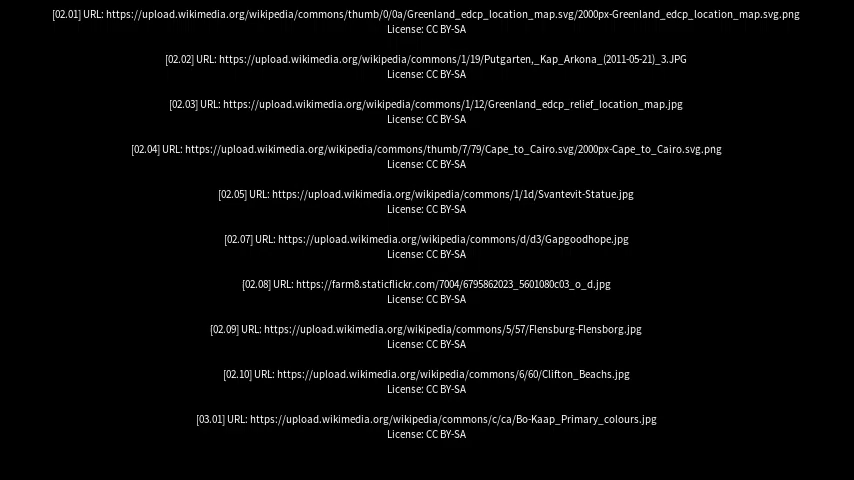 [02.01] URL: https://upload.wikimedia.org/wikipedia/commons/thumb/0/0a/Greenland_edcp_location_map.svg/2000px-Greenland_edcp_location_map.svg.png
License: CC BY-SA
[02.02] URL: https://upload.wikimedia.org/wikipedia/commons/1/19/Putgarten,_Kap_Arkona_(2011-05-21)_3.JPG
License: CC BY-SA
[02.03] URL: https://upload.wikimedia.org/wikipedia/commons/1/12/Greenland_edcp_relief_location_map.jpg
License: CC BY-SA
[02.04] URL: https://upload.wikimedia.org/wikipedia/commons/thumb/7/79/Cape_to_Cairo.svg/2000px-Cape_to_Cairo.svg.png
License: CC BY-SA
[02.05] URL: https://upload.wikimedia.org/wikipedia/commons/1/1d/Svantevit-Statue.jpg
License: CC BY-SA
[02.07] URL: https://upload.wikimedia.org/wikipedia/commons/d/d3/Gapgoodhope.jpg
License: CC BY-SA
[02.08] URL: https://farm8.staticflickr.com/7004/6795862023_5601080c03_o_d.jpg
License: CC BY-SA
[02.09] URL: https://upload.wikimedia.org/wikipedia/commons/5/57/Flensburg-Flensborg.jpg
License: CC BY-SA
[02.10] URL: https://upload.wikimedia.org/wikipedia/commons/6/60/Clifton_Beachs.jpg
License: CC BY-SA
[03.01] URL: https://upload.wikimedia.org/wikipedia/commons/c/ca/Bo-Kaap_Primary_colours.jpg
License: CC BY-SA